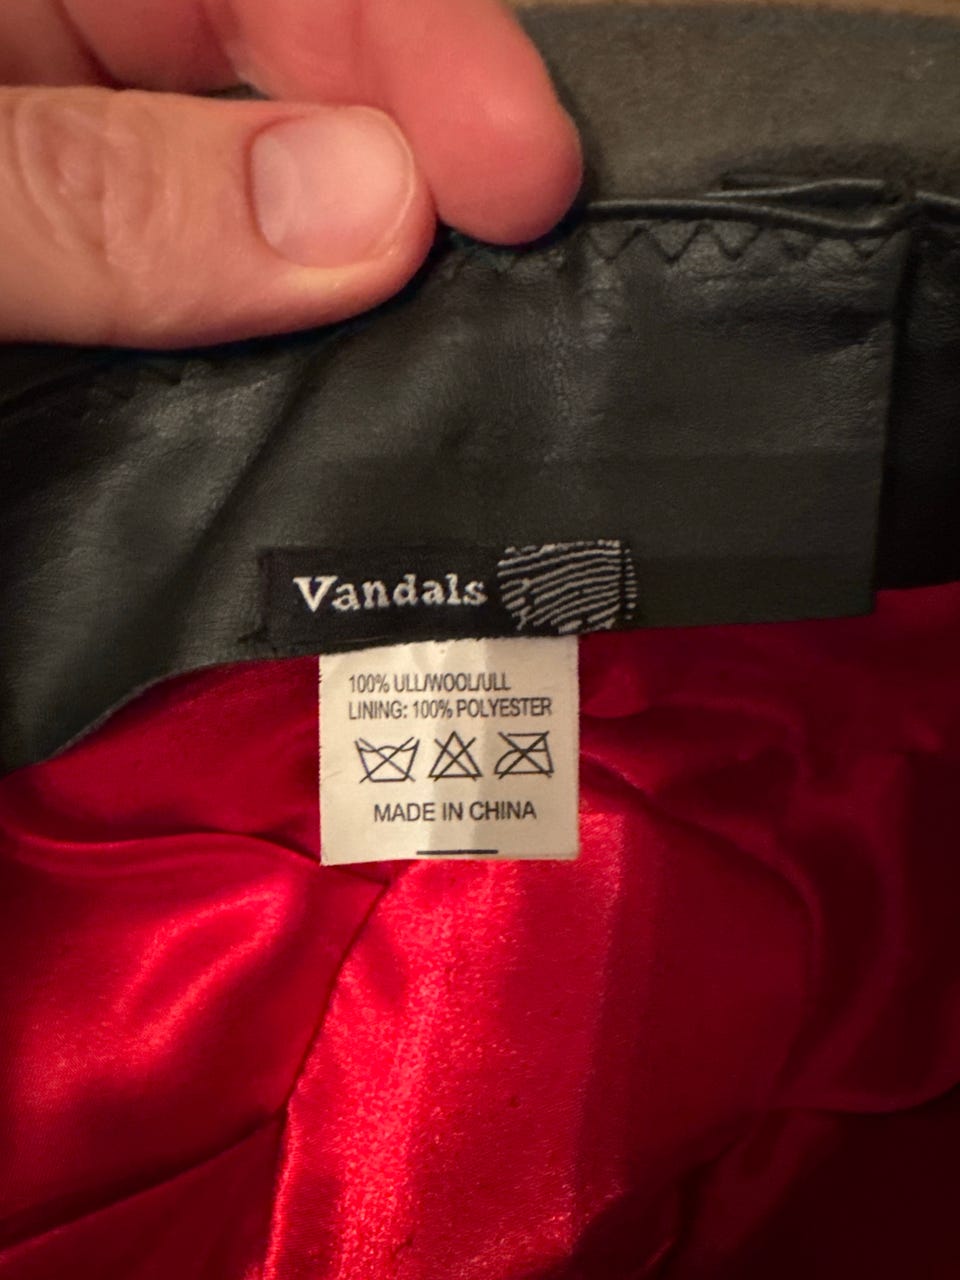 Vandals
100% ULL/WOOL/ULL
LINING: 100% POLYESTER
MADE IN CHINA